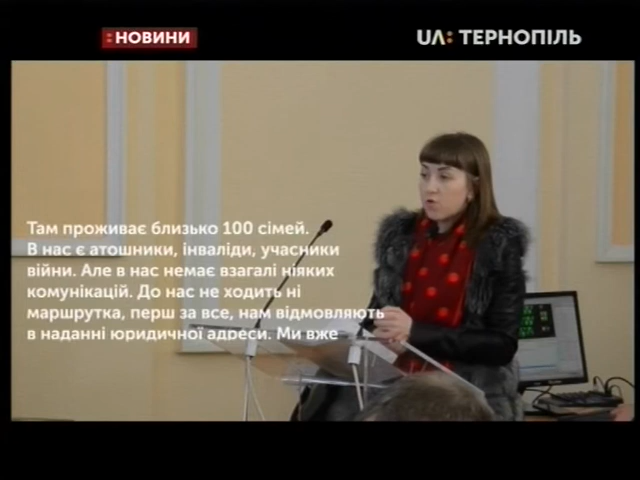 :НОВИНИ
UA: ТЕРНОПІЛЬ
Там проживає близько 100 сімей.
В нас є атошники, інваліди, учасники
війни. Але в нас немає взагалі ніяких
комунікацій. До нас не ходить ні
маршрутка, перш за все, нам відмовляють
в наданні юридичної адреси. Ми вже